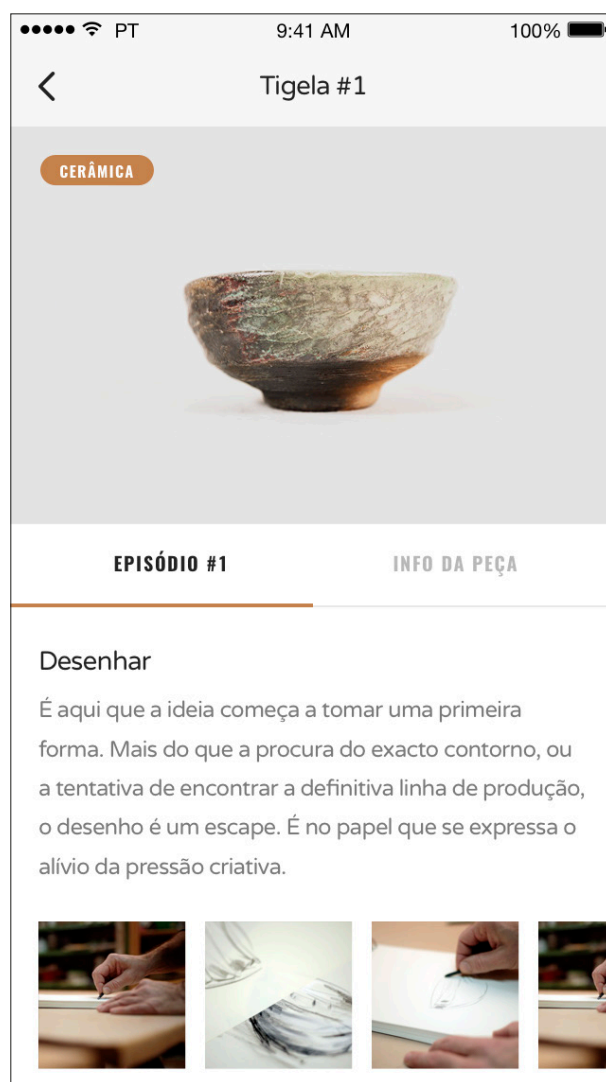 PT 9:41 AM 100%
Tigela #1
CERÂMICA
EPISÓDIO #1 INFO DA PEÇA
Desenhar
É aqui que a ideia começa a tomar uma primeira
forma. Mais do que a procura do exacto contorno, ou
a tentativa de encontrar a definitiva linha de produção,
o desenho é um escape. É no papel que se expressa o
alívio da pressão criativa.